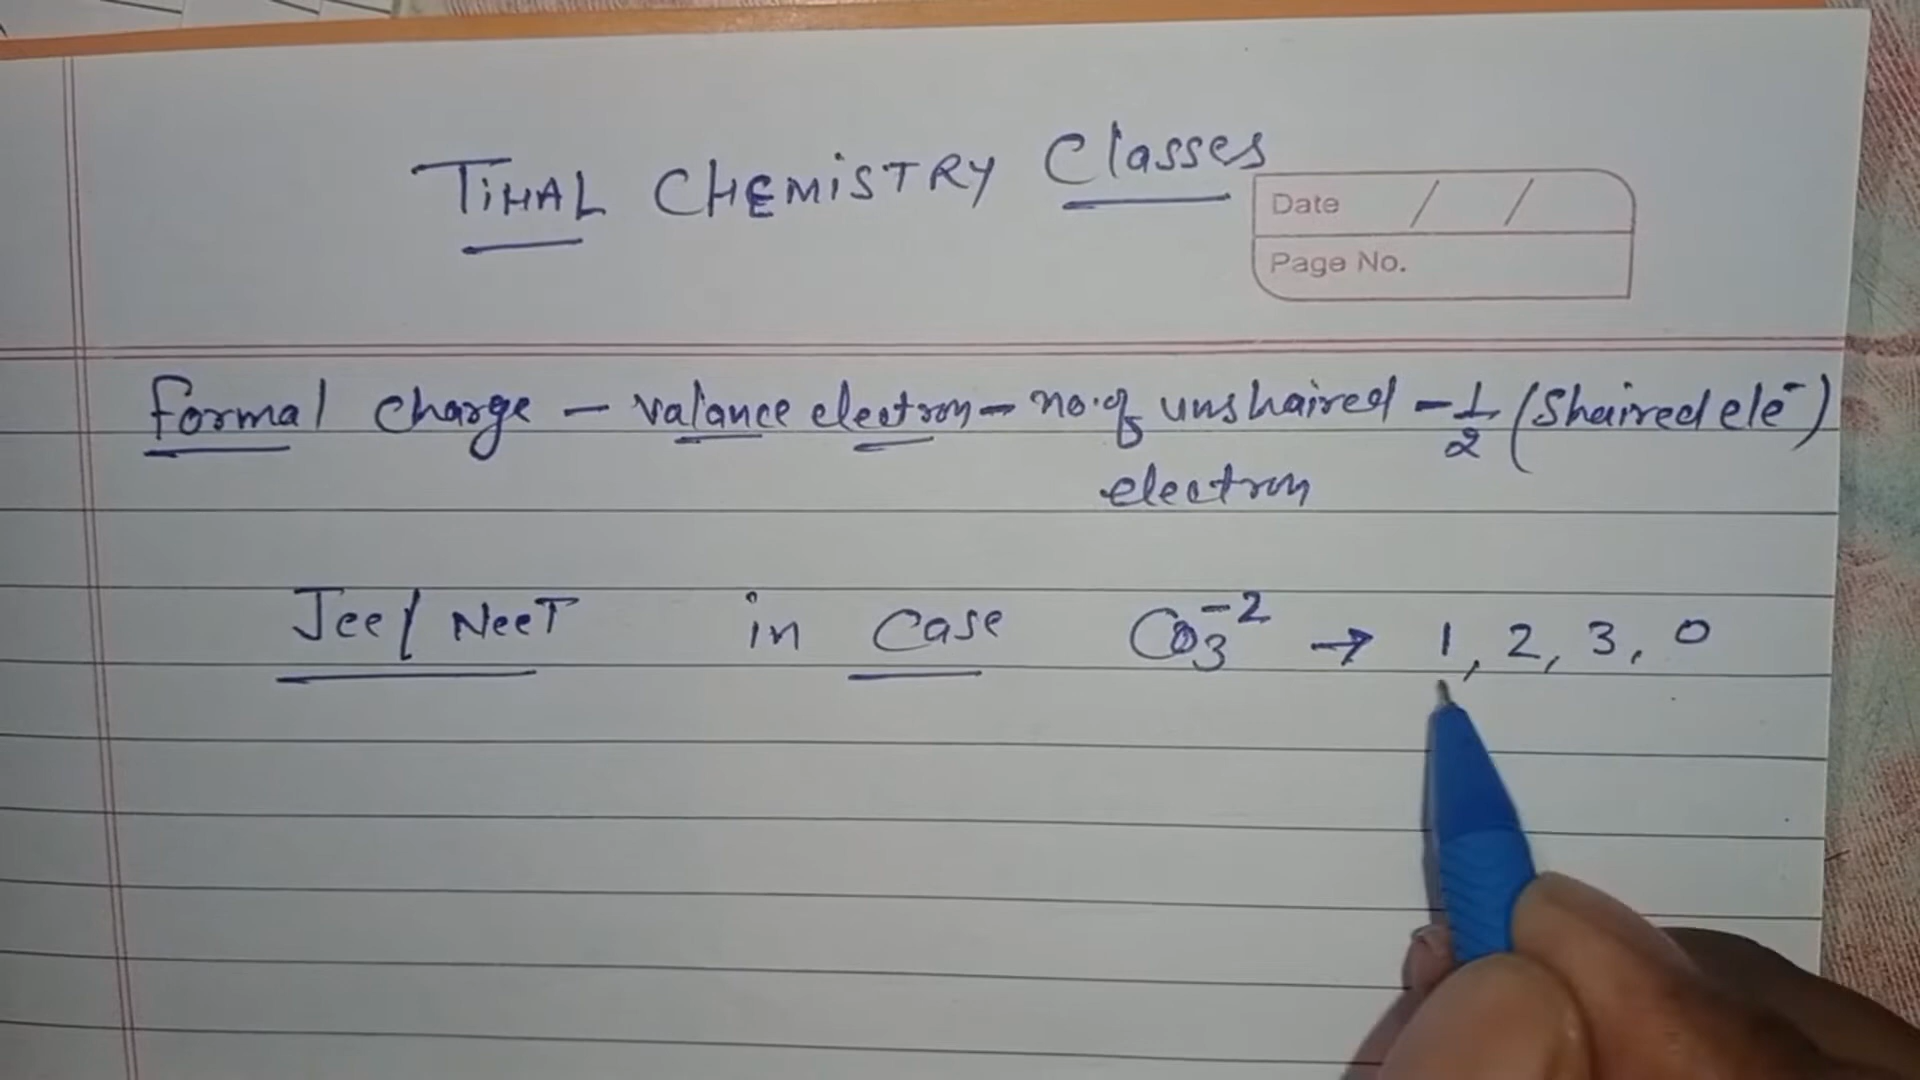 TiHAL CHEMiSTRY Classes
Date / /
Page No.
formal charge - valance electron - no. of unshaired - 1/2 (Shaired ele⁻)
electron
Jee/ NeeT in Case CO₃⁻² → 1, 2, 3, 0